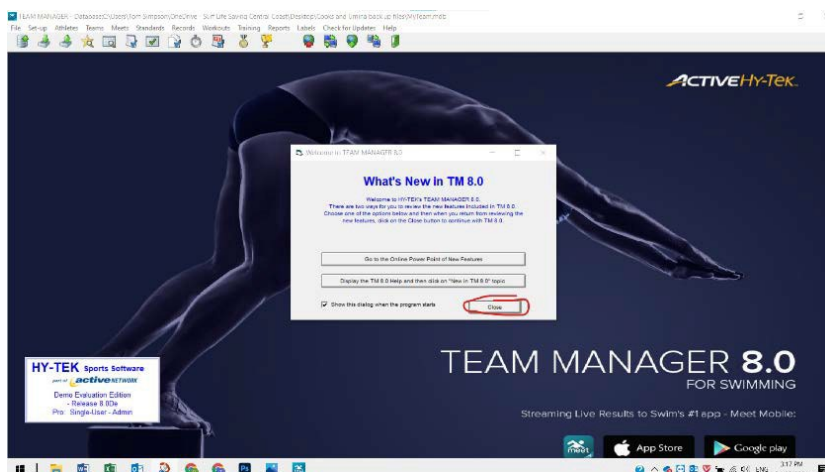 TEAM MANAGER - Database:C:\Users\Tom Simpson\OneDrive - Surf Life Saving Central Coast\Desktop\Cooks and Umina back up files\MyTeam.mdb
File Set-up Athletes Teams Meets Standards Records Workouts Training Reports Labels Check for Updates Help
ACTIVEHY-TEK
Welcome to TEAM MANAGER 8.0
What's New in TM 8.0
Welcome to HY-TEK's TEAM MANAGER 8.0.
There are two ways for you to review the new features included in TM 8.0.
Choose one of the options below and then when you return from reviewing the
new features, click on the Close button to continue with TM 8.0.
Go to the Online Power Point of New Features
Display the TM 8.0 Help and then click on "New in TM 8.0" topic
Show this dialog when the program starts
Close
HY-TEK Sports Software
part of active NETWORK
Demo Evaluation Edition
- Release 8.0De
Pro: Single-User - Admin
TEAM MANAGER 8.0
FOR SWIMMING
Streaming Live Results to Swim's #1 app - Meet Mobile:
meet
App Store
Google play
ENG
3:17 PM